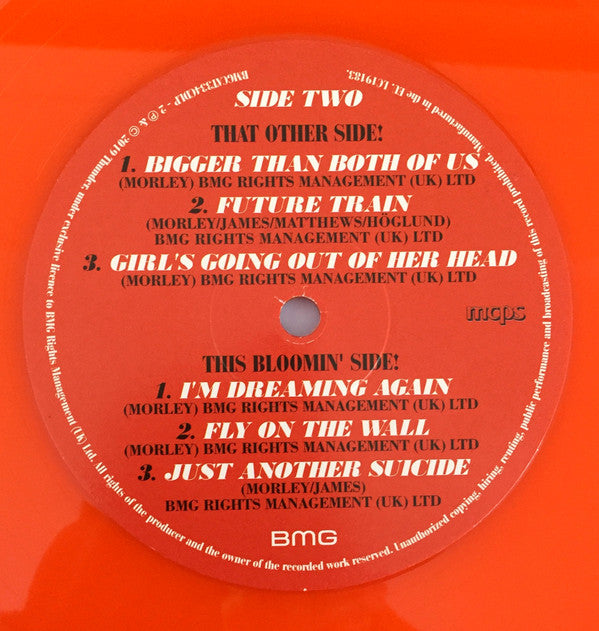 SIDE TWO
THAT OTHER SIDE!
1. BIGGER THAN BOTH OF US
(MORLEY) BMG RIGHTS MANAGEMENT (UK) LTD
2. FUTURE TRAIN
(MORLEY/JAMES/MATTHEWS/HÖGLUND)
BMG RIGHTS MANAGEMENT (UK) LTD
3. GIRL'S GOING OUT OF HER HEAD
(MORLEY) BMG RIGHTS MANAGEMENT (UK) LTD
mcps
THIS BLOOMIN' SIDE!
1. I'M DREAMING AGAIN
(MORLEY) BMG RIGHTS MANAGEMENT (UK) LTD
2. FLY ON THE WALL
(MORLEY) BMG RIGHTS MANAGEMENT (UK) LTD
3. JUST ANOTHER SUICIDE
(MORLEY/JAMES)
BMG RIGHTS MANAGEMENT (UK) LTD
BMG
BMGCAT334CDLP - 2 ℗ & © 2019 Thunder, under exclusive licence to BMG Rights Management (UK) Ltd. All rights of the producer and the owner of the recorded work reserved. Unauthorized copying, hiring, renting, public performance and broadcasting of this record prohibited. Manufactured in the EU. LC19183.